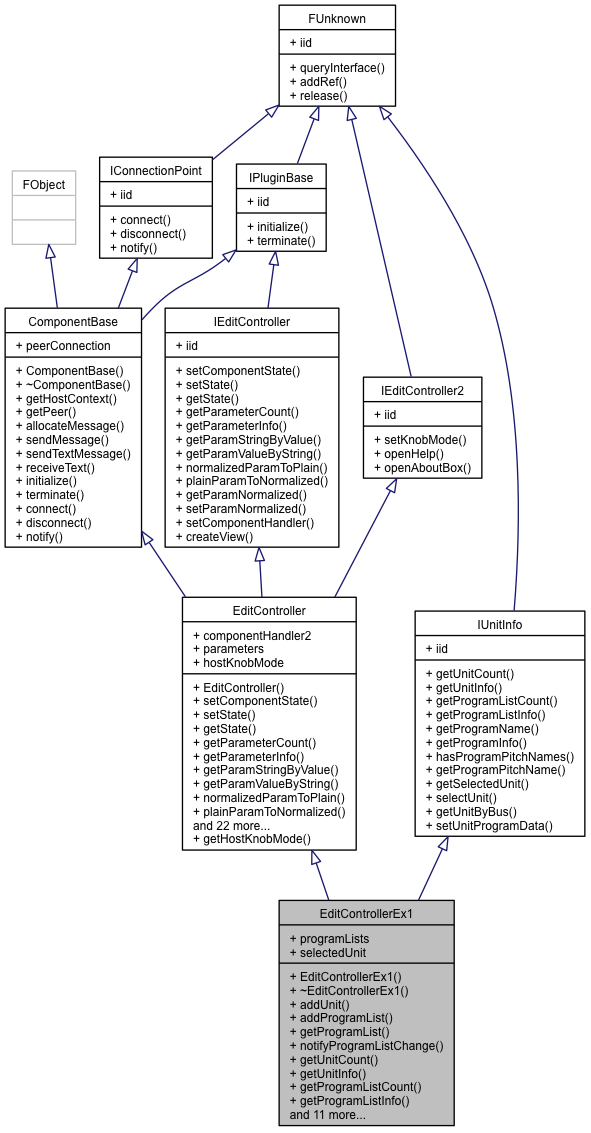 FUnknown
+ iid
+ queryInterface()
+ addRef()
+ release()
FObject
IConnectionPoint
+ iid
+ connect()
+ disconnect()
+ notify()
IPluginBase
+ iid
+ initialize()
+ terminate()
ComponentBase
+ peerConnection
+ ComponentBase()
+ ~ComponentBase()
+ getHostContext()
+ getPeer()
+ allocateMessage()
+ sendMessage()
+ sendTextMessage()
+ receiveText()
+ initialize()
+ terminate()
+ connect()
+ disconnect()
+ notify()
IEditController
+ iid
+ setComponentState()
+ setState()
+ getState()
+ getParameterCount()
+ getParameterInfo()
+ getParamStringByValue()
+ getParamValueByString()
+ normalizedParamToPlain()
+ plainParamToNormalized()
+ getParamNormalized()
+ setParamNormalized()
+ setComponentHandler()
+ createView()
IEditController2
+ iid
+ setKnobMode()
+ openHelp()
+ openAboutBox()
EditController
+ componentHandler2
+ parameters
+ hostKnobMode
+ EditController()
+ setComponentState()
+ setState()
+ getState()
+ getParameterCount()
+ getParameterInfo()
+ getParamStringByValue()
+ getParamValueByString()
+ normalizedParamToPlain()
+ plainParamToNormalized()
and 22 more...
+ getHostKnobMode()
IUnitInfo
+ iid
+ getUnitCount()
+ getUnitInfo()
+ getProgramListCount()
+ getProgramListInfo()
+ getProgramName()
+ getProgramInfo()
+ hasProgramPitchNames()
+ getProgramPitchName()
+ getSelectedUnit()
+ selectUnit()
+ getUnitByBus()
+ setUnitProgramData()
EditControllerEx1
+ programLists
+ selectedUnit
+ EditControllerEx1()
+ ~EditControllerEx1()
+ addUnit()
+ addProgramList()
+ getProgramList()
+ notifyProgramListChange()
+ getUnitCount()
+ getUnitInfo()
+ getProgramListCount()
+ getProgramListInfo()
and 11 more...